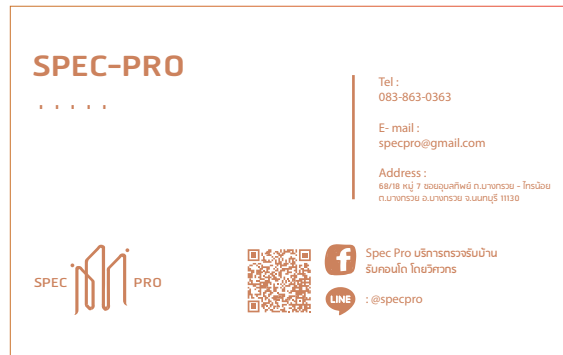 SPEC-PRO
Tel :
083-863-0363
E- mail :
specpro@gmail.com
Address :
68/18 หมู่ 7 ซอยอุบลทิพย์ ถ.บางกรวย - ไทรน้อย
ต.บางกรวย อ.บางกรวย จ.นนทบุรี 11130
SPEC PRO
f Spec Pro บริการตรวจรับบ้าน
รับคอนโด โดยวิศวกร
LINE : @specpro